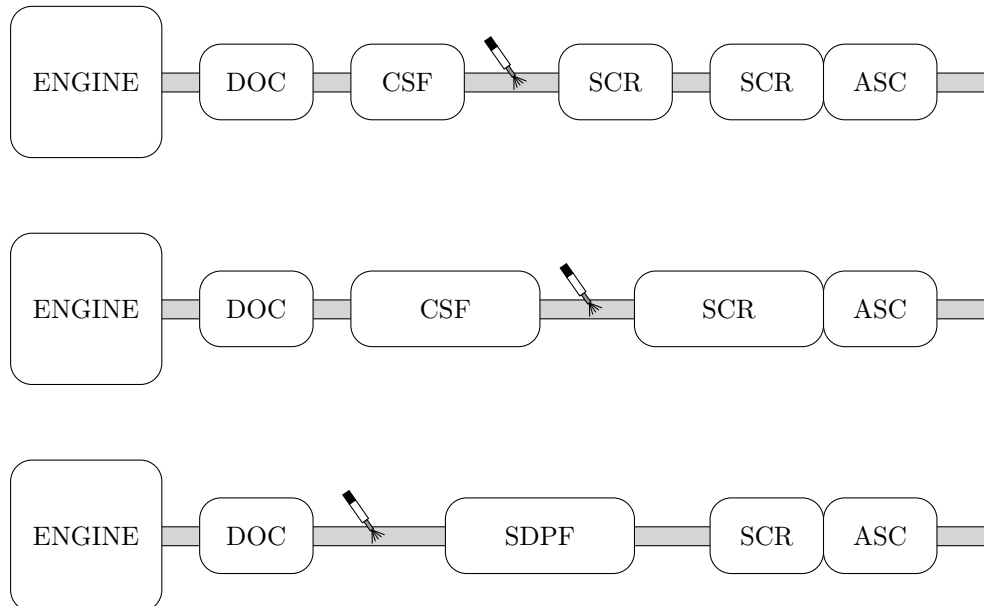 ENGINE DOC CSF SCR SCR ASC
ENGINE DOC CSF SCR ASC
ENGINE DOC SDPF SCR ASC